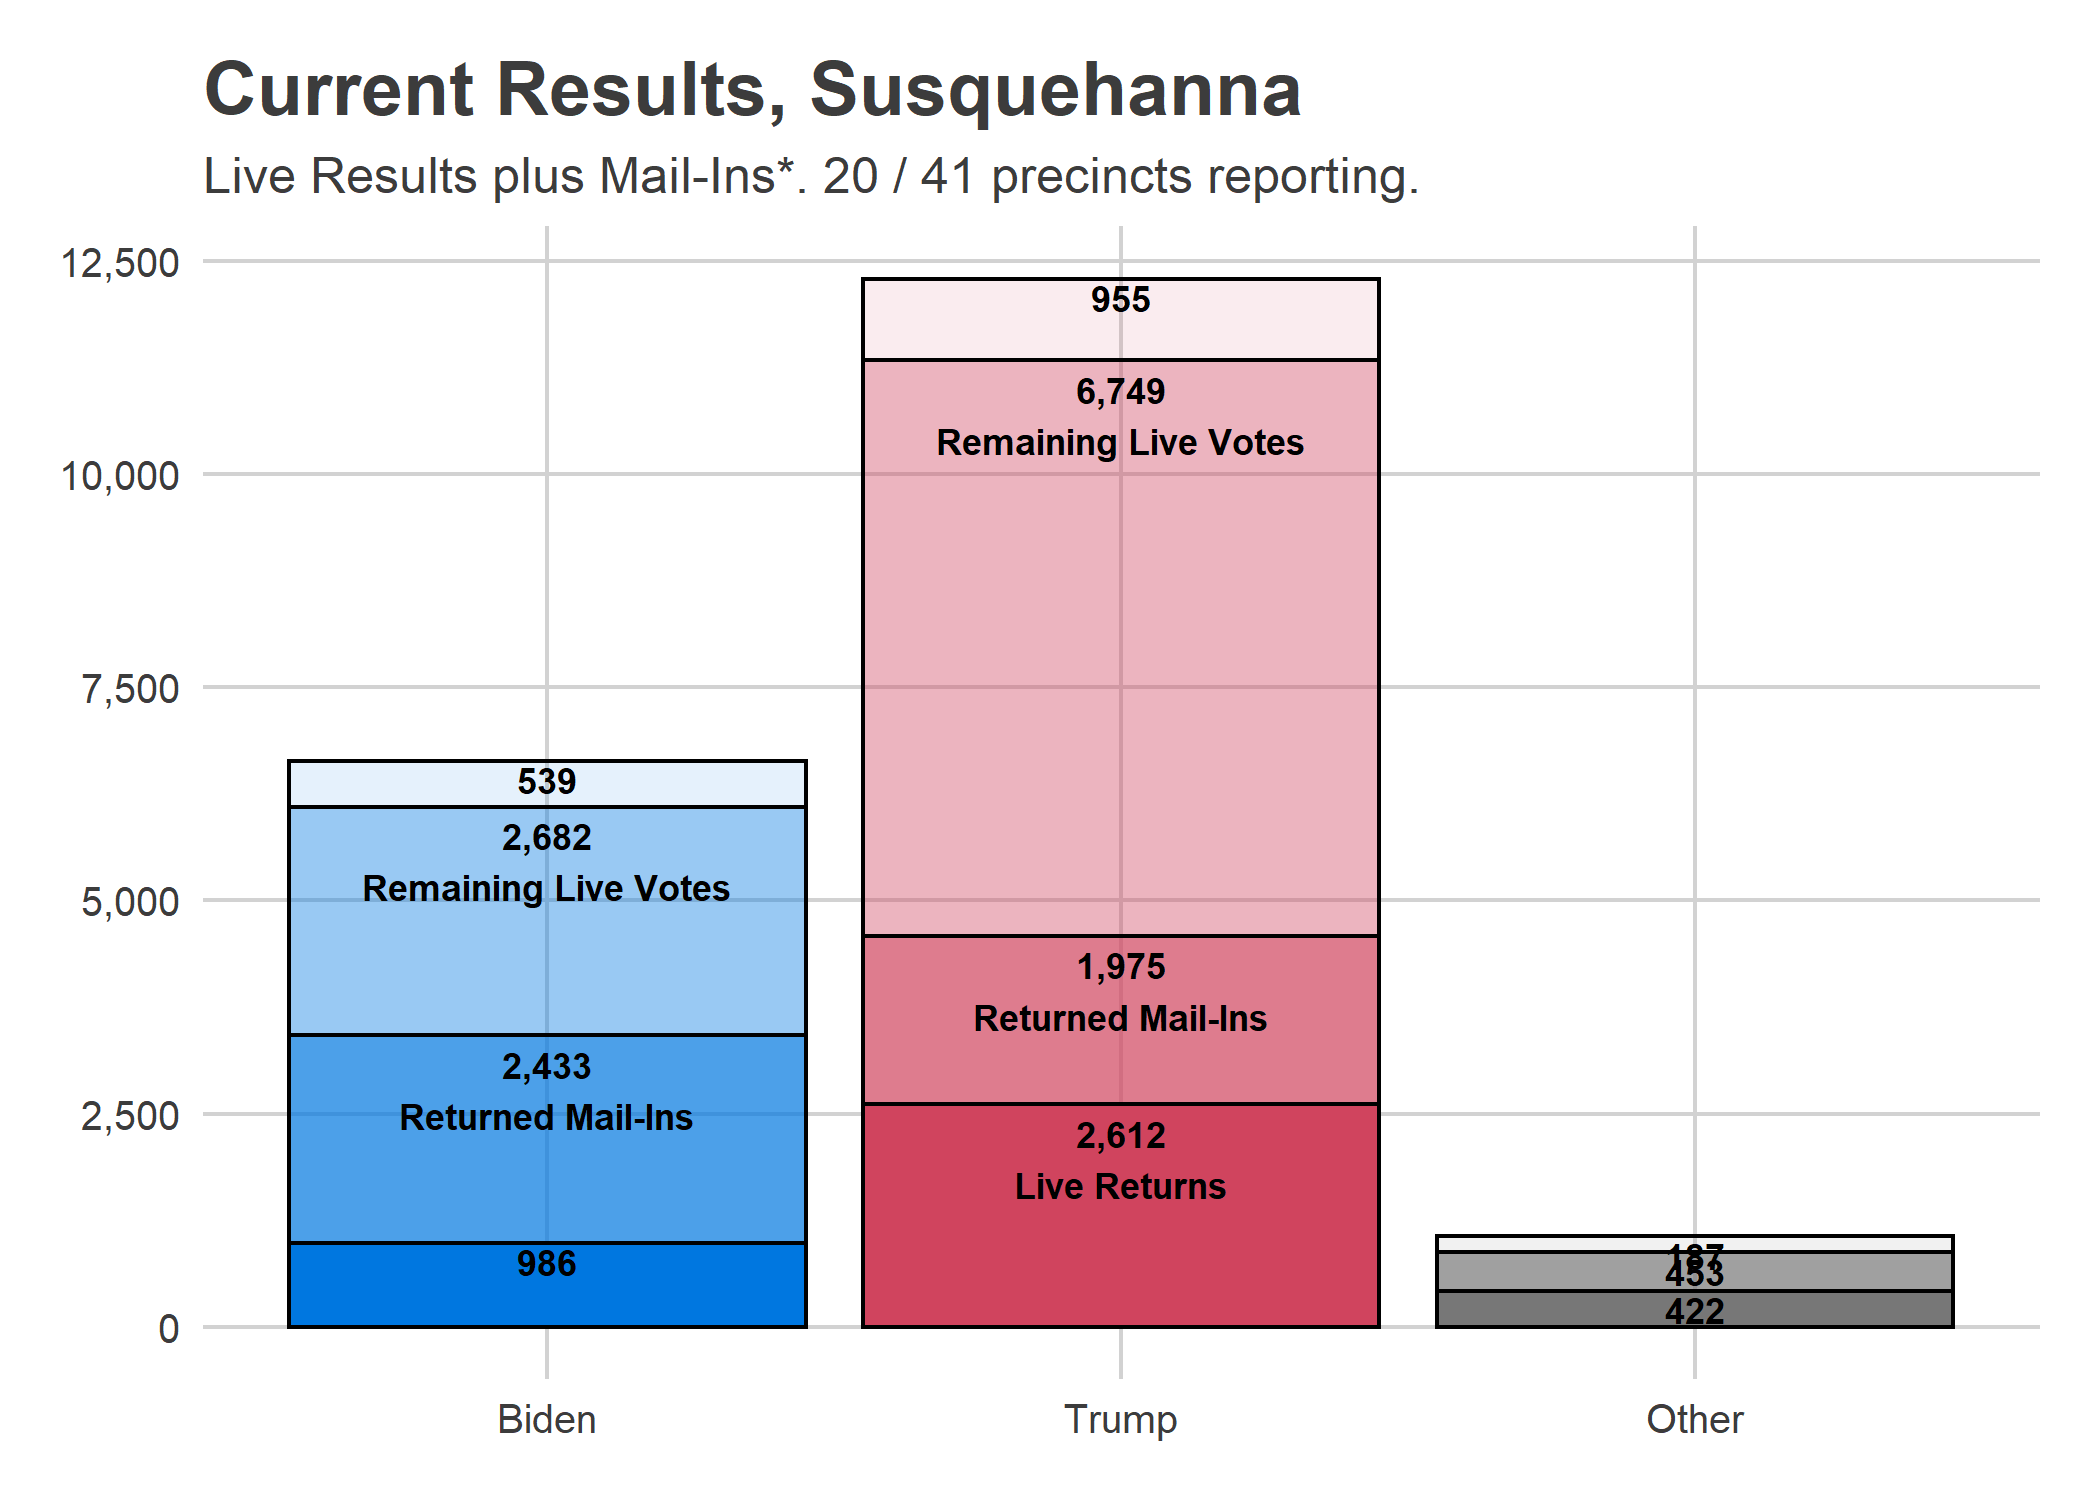 Current Results, Susquehanna
Live Results plus Mail-Ins*. 20 / 41 precincts reporting.
12,500
10,000
7,500
5,000
2,500
0
539
2,682
Remaining Live Votes
2,433
Returned Mail-Ins
986
955
6,749
Remaining Live Votes
1,975
Returned Mail-Ins
2,612
Live Returns
187
453
422
Biden
Trump
Other